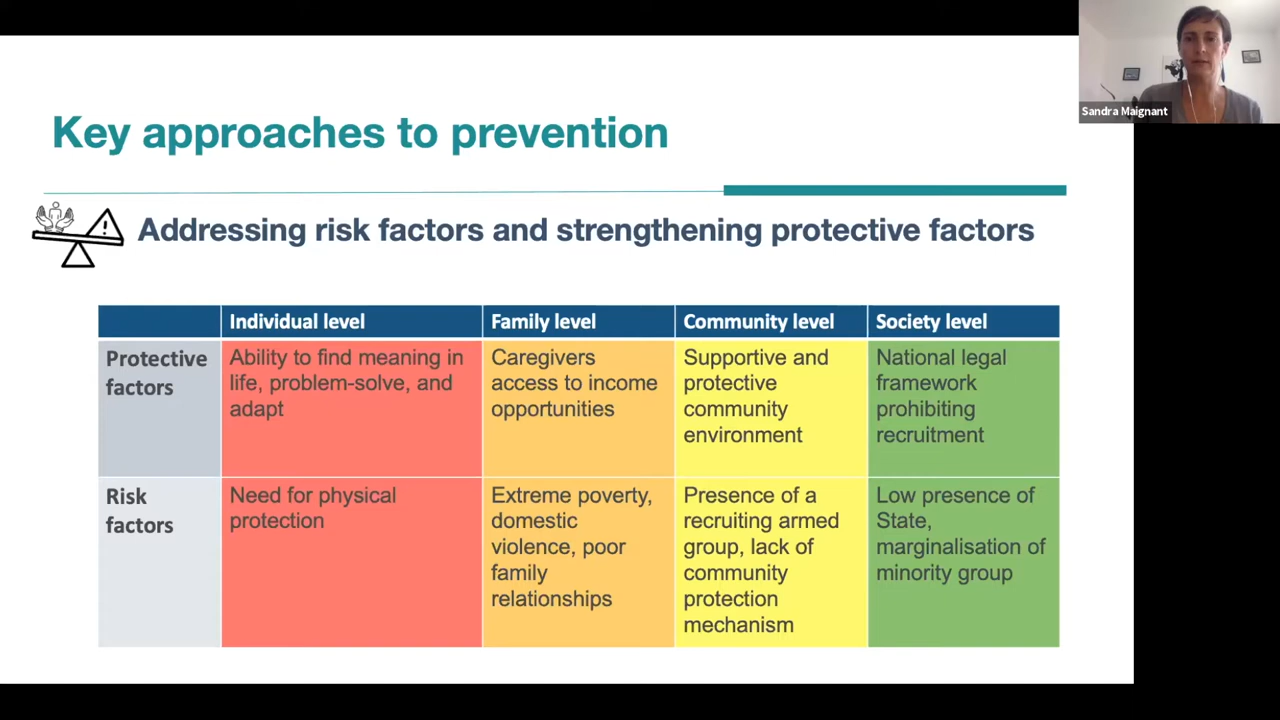 Sandra Maignant
Key approaches to prevention
Addressing risk factors and strengthening protective factors
Individual level
Family level
Community level
Society level
Protective
factors
Ability to find meaning in
life, problem-solve, and
adapt
Caregivers
access to income
opportunities
Supportive and
protective
community
environment
National legal
framework
prohibiting
recruitment
Risk
factors
Need for physical
protection
Extreme poverty,
domestic
violence, poor
family
relationships
Presence of a
recruiting armed
group, lack of
community
protection
mechanism
Low presence of
State,
marginalisation of
minority group